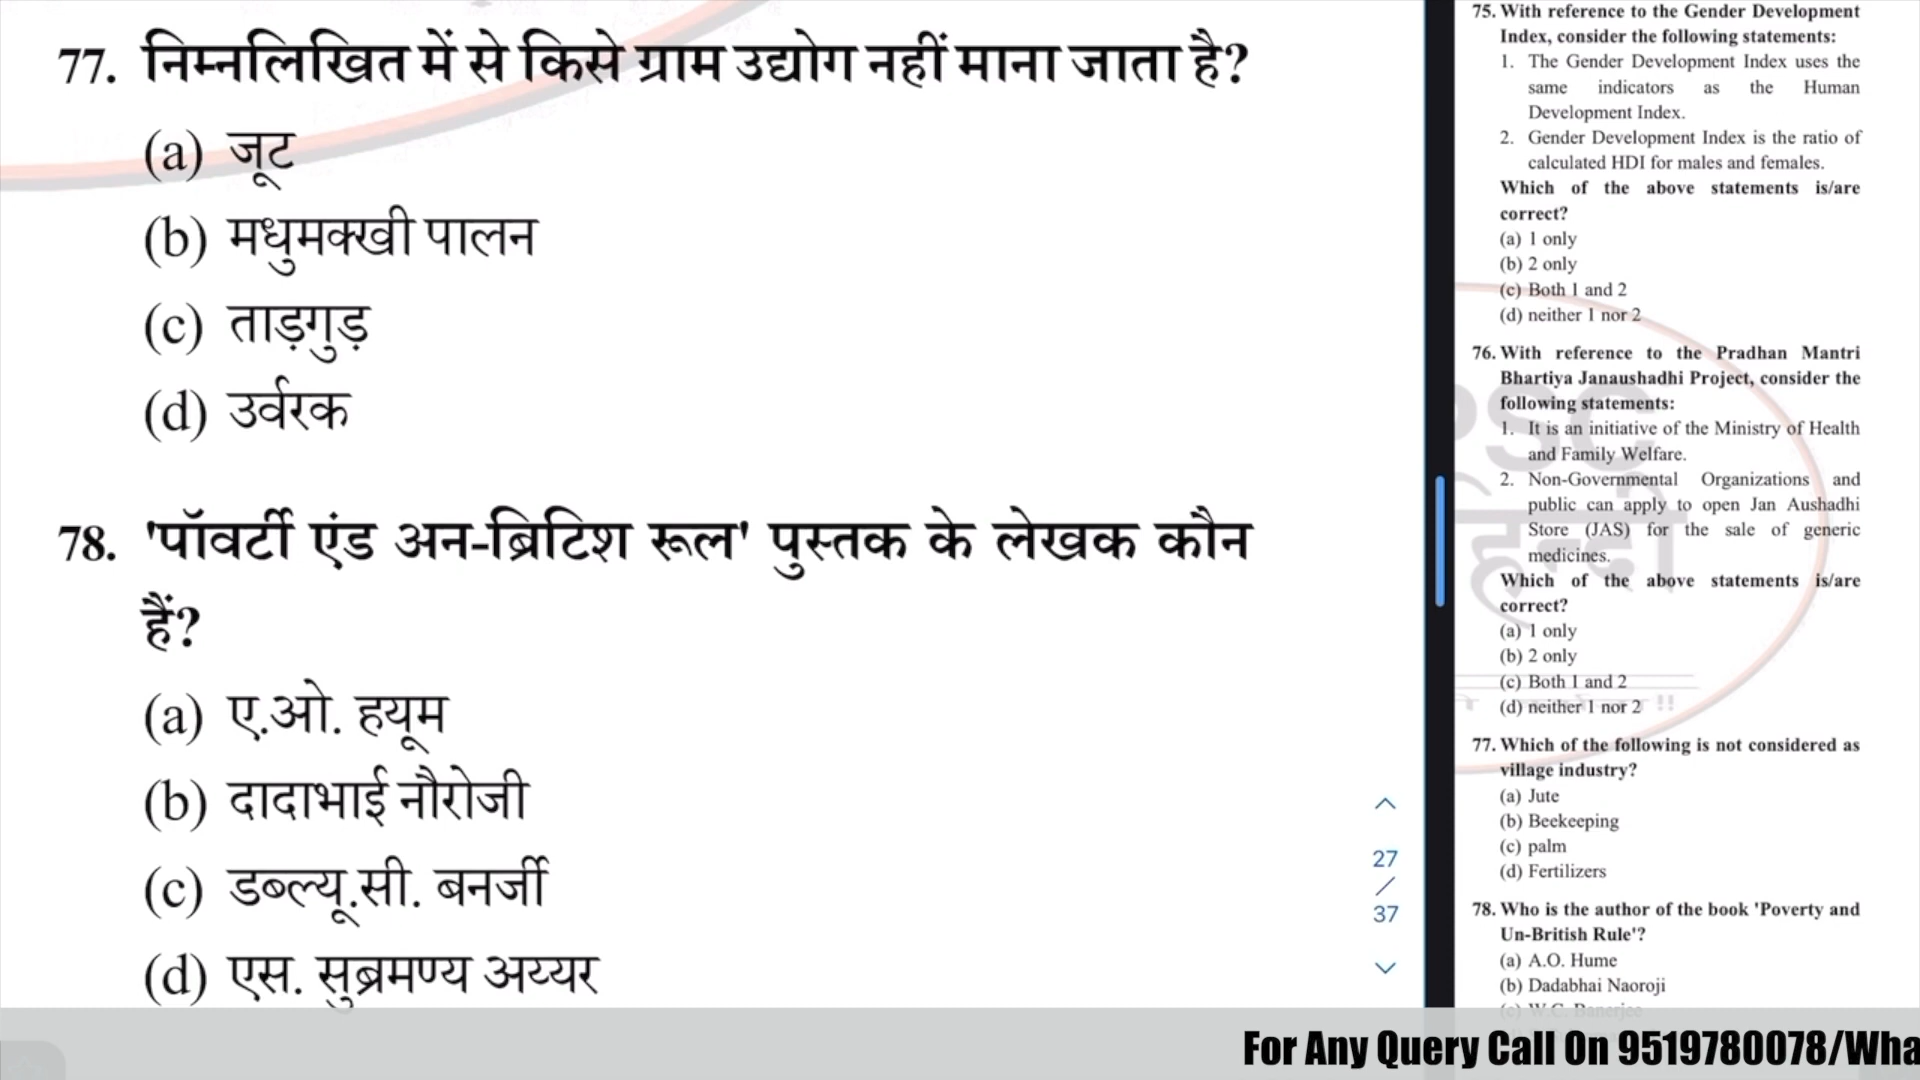 77. निम्नलिखित में से किसे ग्राम उद्योग नहीं माना जाता है?
(a) जूट
(b) मधुमक्खी पालन
(c) ताड़गुड़
(d) उर्वरक
78. 'पॉवर्टी एंड अन-ब्रिटिश रूल' पुस्तक के लेखक कौन
हैं?
(a) ए.ओ. हयूम
(b) दादाभाई नौरोजी
(c) डब्ल्यू.सी. बनर्जी
(d) एस. सुब्रमण्य अय्यर
27
/
37
75. With reference to the Gender Development
Index, consider the following statements:
1. The Gender Development Index uses the
same indicators as the Human
Development Index.
2. Gender Development Index is the ratio of
calculated HDI for males and females.
Which of the above statements is/are
correct?
(a) 1 only
(b) 2 only
(c) Both 1 and 2
(d) neither 1 nor 2
76. With reference to the Pradhan Mantri
Bhartiya Janaushadhi Project, consider the
following statements:
1. It is an initiative of the Ministry of Health
and Family Welfare.
2. Non-Governmental Organizations and
public can apply to open Jan Aushadhi
Store (JAS) for the sale of generic
medicines.
Which of the above statements is/are
correct?
(a) 1 only
(b) 2 only
(c) Both 1 and 2
(d) neither 1 nor 2
77. Which of the following is not considered as
village industry?
(a) Jute
(b) Beekeeping
(c) palm
(d) Fertilizers
78. Who is the author of the book 'Poverty and
Un-British Rule'?
(a) A.O. Hume
(b) Dadabhai Naoroji
(c) W.C. Banerjee
For Any Query Call On 9519780078/Wha
हिन्दी